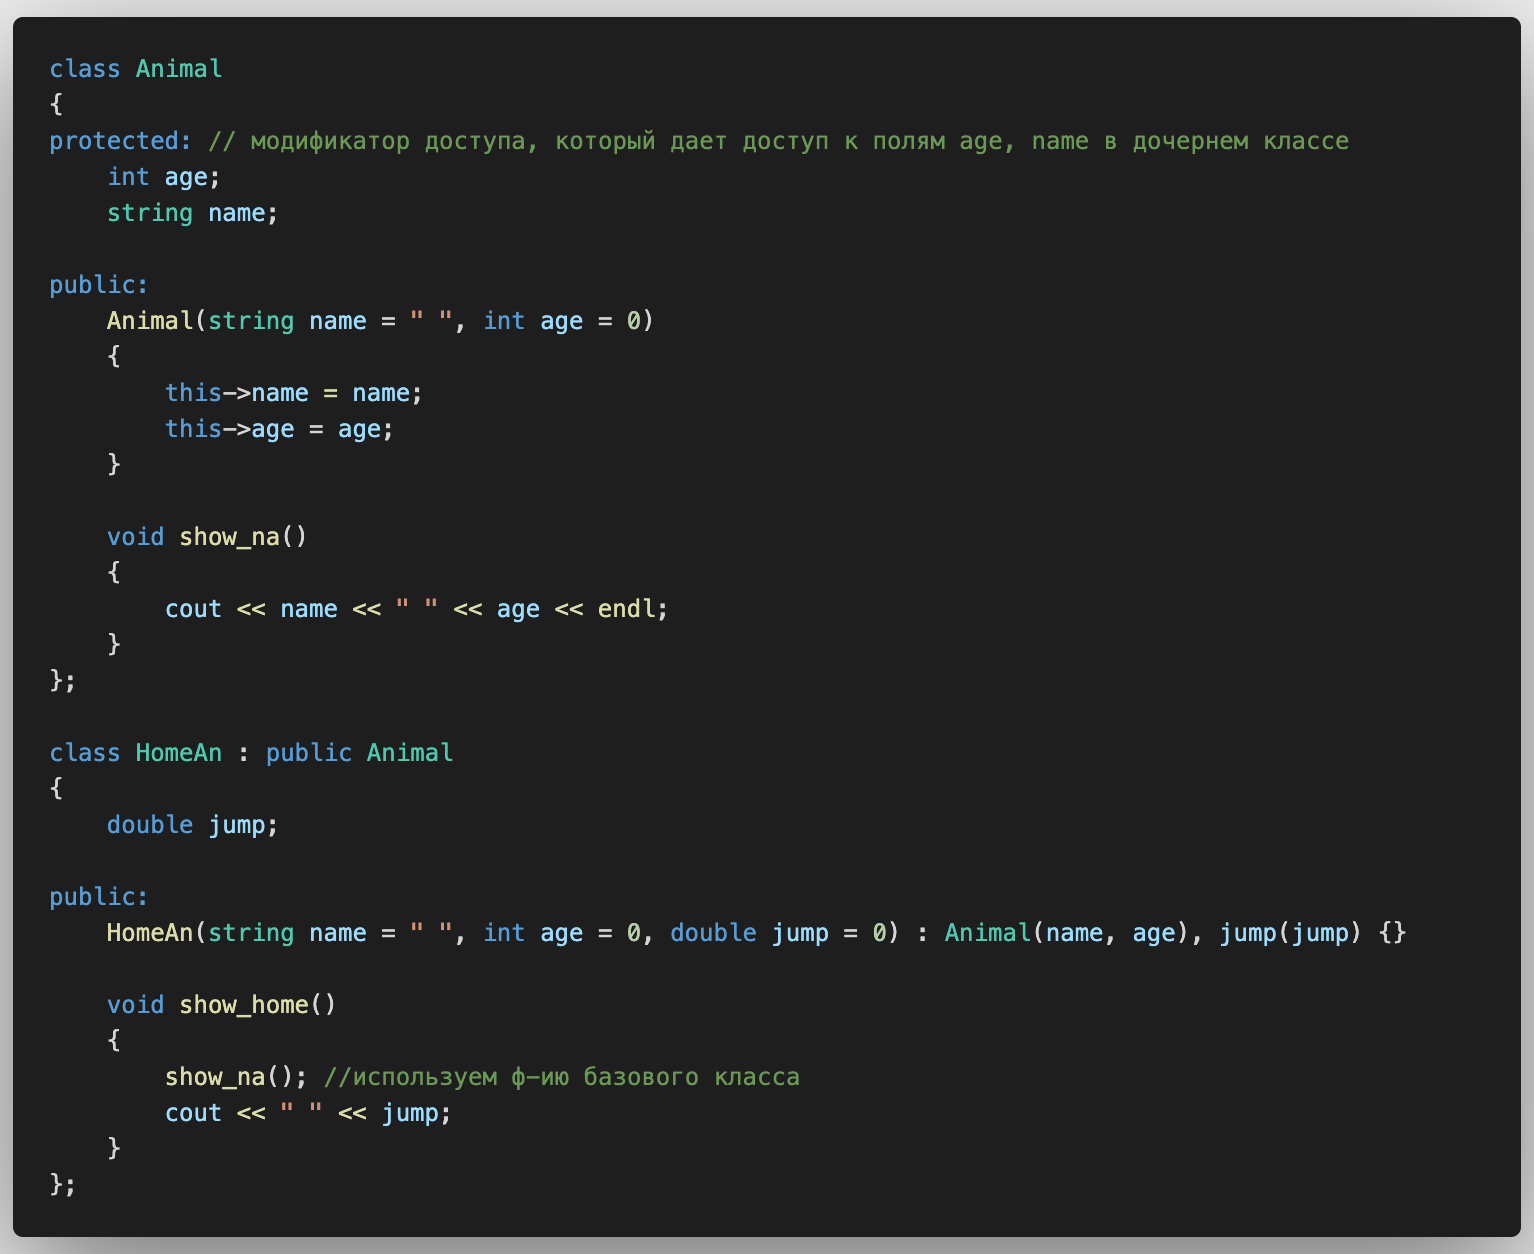 class Animal
{
protected: // модификатор доступа, который дает доступ к полям age, name в дочернем классе
    int age;
    string name;

public:
    Animal(string name = " ", int age = 0)
    {
        this->name = name;
        this->age = age;
    }

    void show_na()
    {
        cout << name << " " << age << endl;
    }
};

class HomeAn : public Animal
{
    double jump;

public:
    HomeAn(string name = " ", int age = 0, double jump = 0) : Animal(name, age), jump(jump) {}

    void show_home()
    {
        show_na(); //используем ф-ию базового класса
        cout << " " << jump;
    }
};